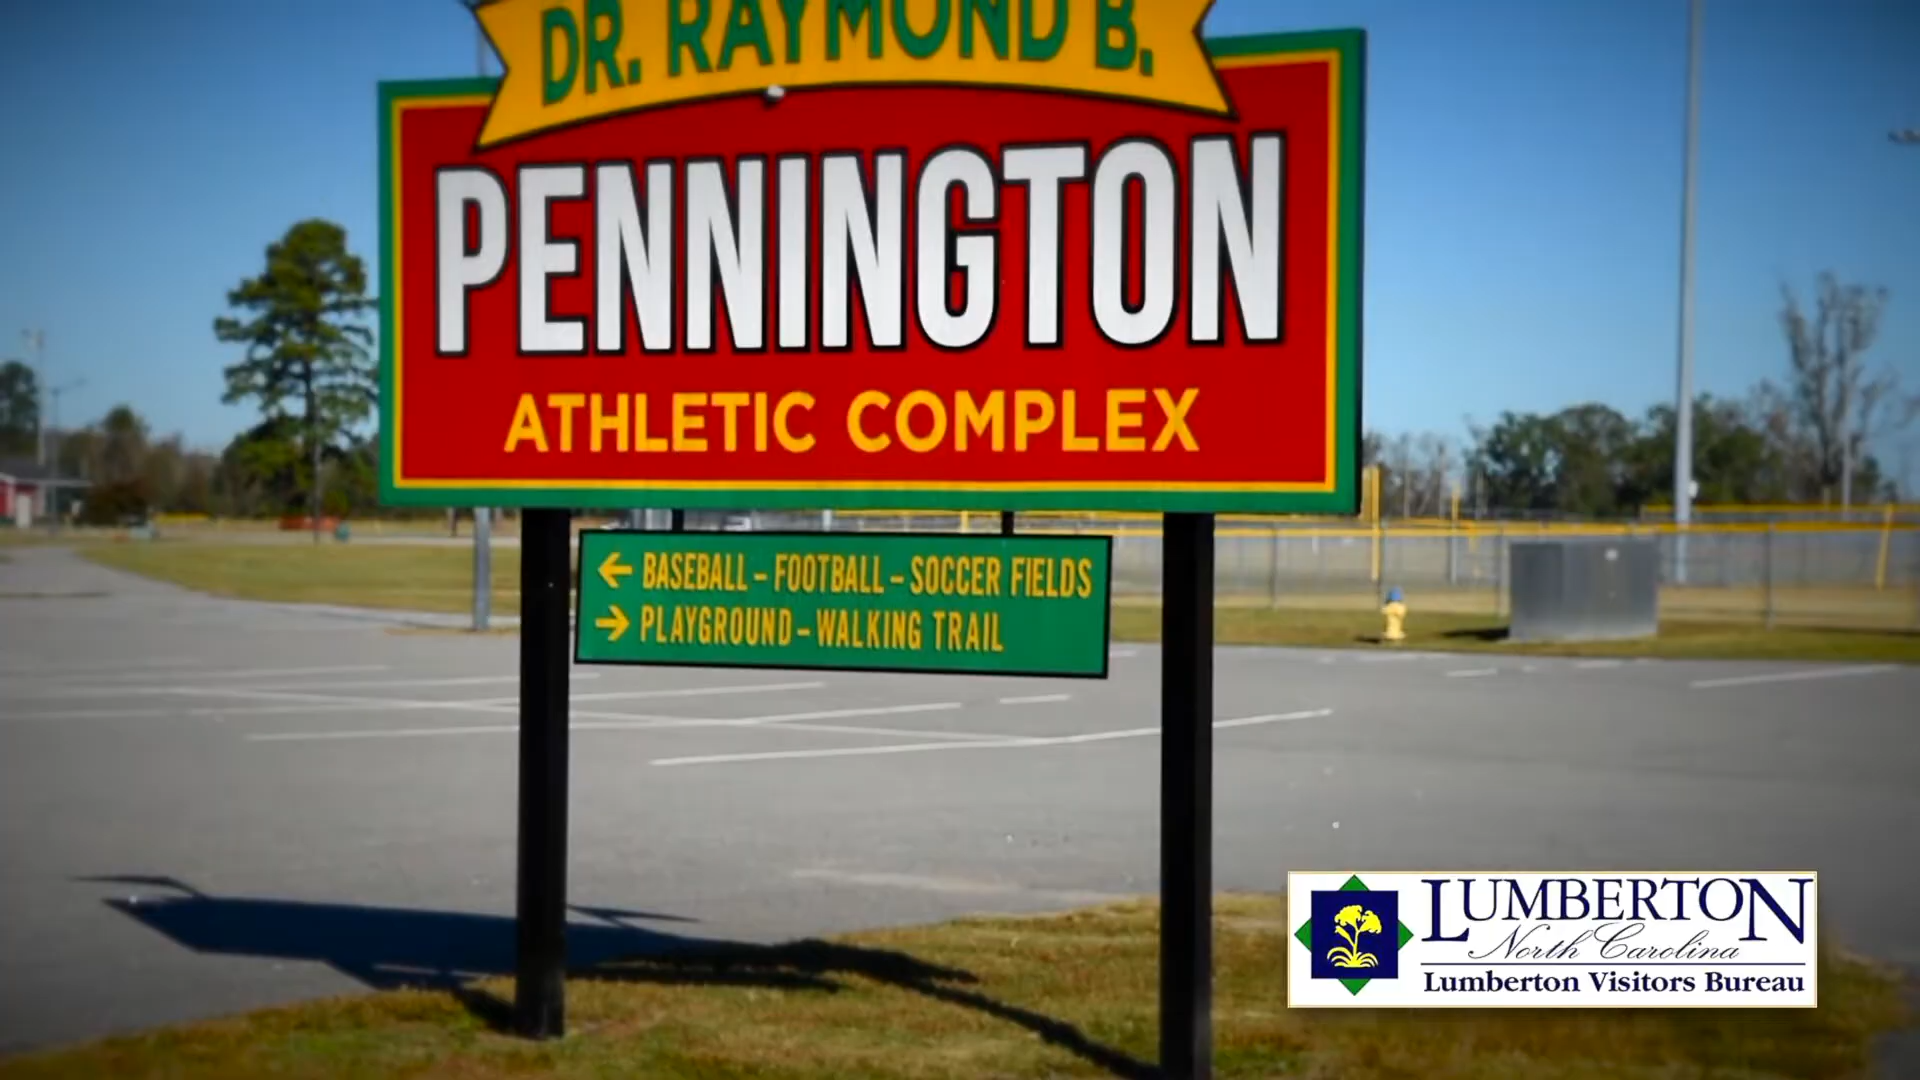 DR. RAYMOND B.
PENNINGTON
ATHLETIC COMPLEX
← BASEBALL – FOOTBALL – SOCCER FIELDS
→ PLAYGROUND – WALKING TRAIL
LUMBERTON
North Carolina
Lumberton Visitors Bureau